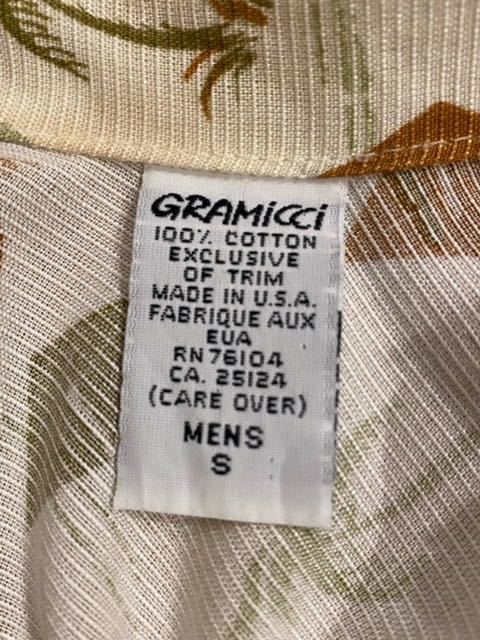 GRAMiCCi
100% COTTON
EXCLUSIVE
OF TRIM
MADE IN U.S.A.
FABRIQUE AUX
EUA
RN 76104
CA. 25124
(CARE OVER)
MENS
S